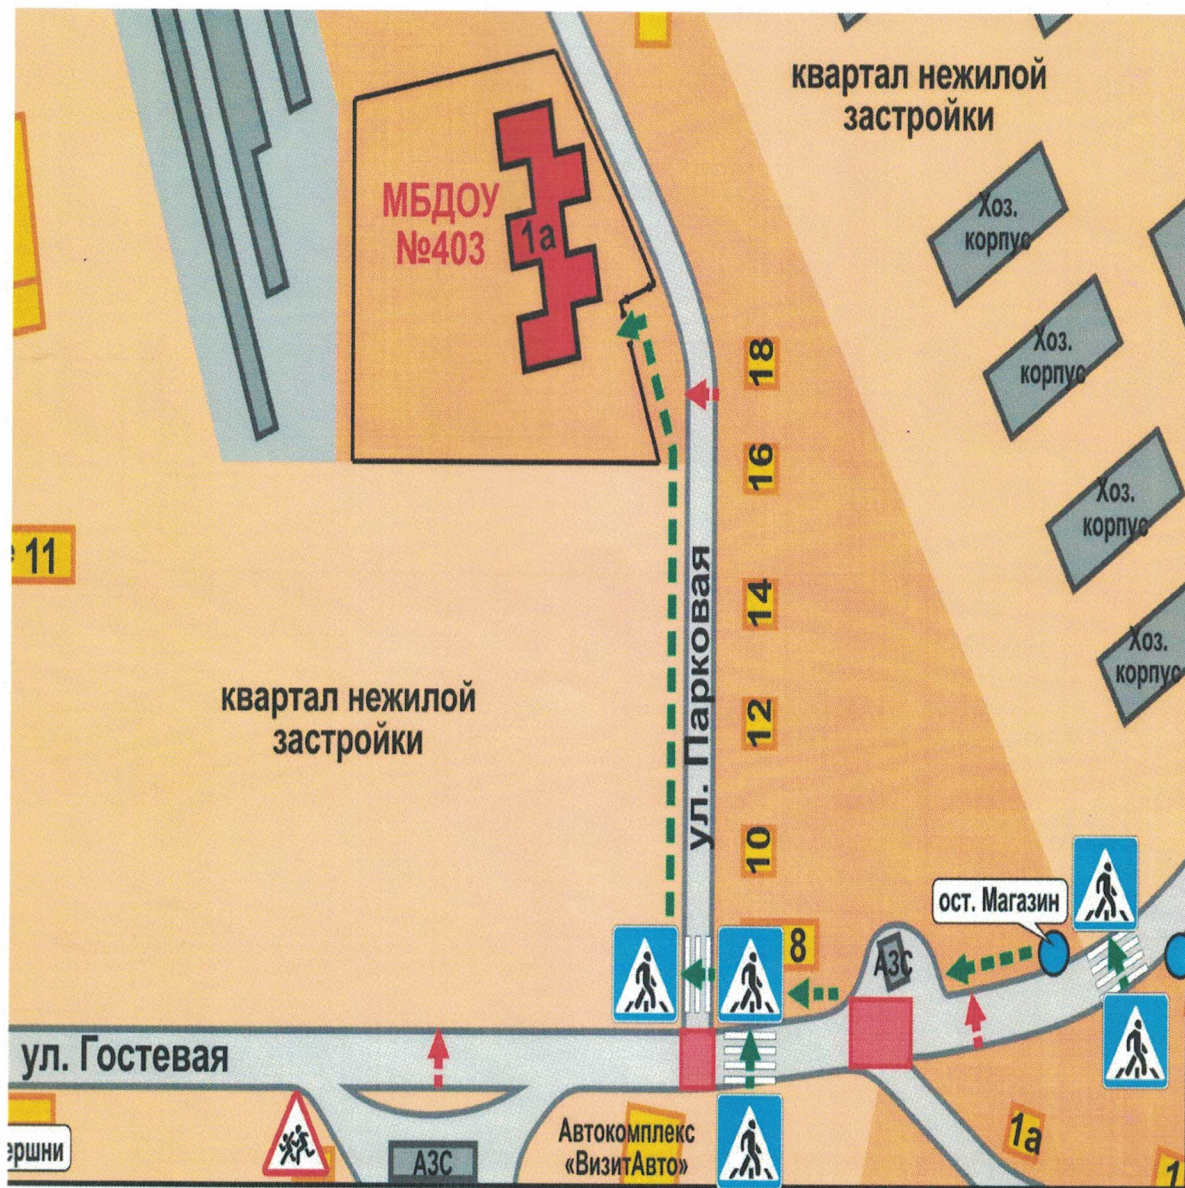 квартал нежилой
застройки
МБДОУ
№403
1а
Хоз.
корпус
18
Хоз.
корпус
16
Хоз.
корпус
11
14
ул. Парковая
Хоз.
корпус
квартал нежилой
застройки
12
10
ост. Магазин
8
АЗС
ул. Гостевая
1а
Автокомплекс
«ВизитАвто»
АЗС